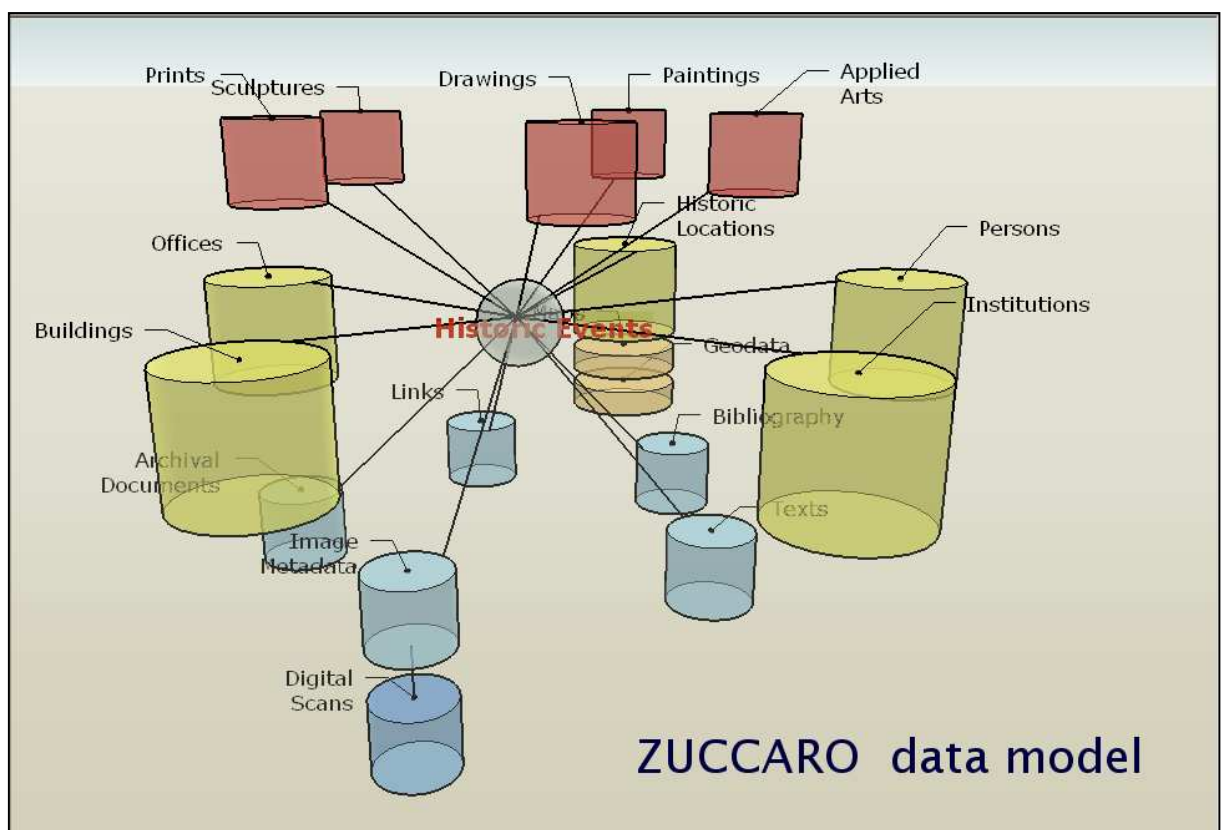 Prints
Sculptures
Drawings
Paintings
Applied
Arts
Historic
Locations
Offices
Persons
Institutions
Buildings
Historic Events
Geodata
Links
Bibliography
Archival
Documents
Texts
Image
Metadata
Digital
Scans
ZUCCARO data model